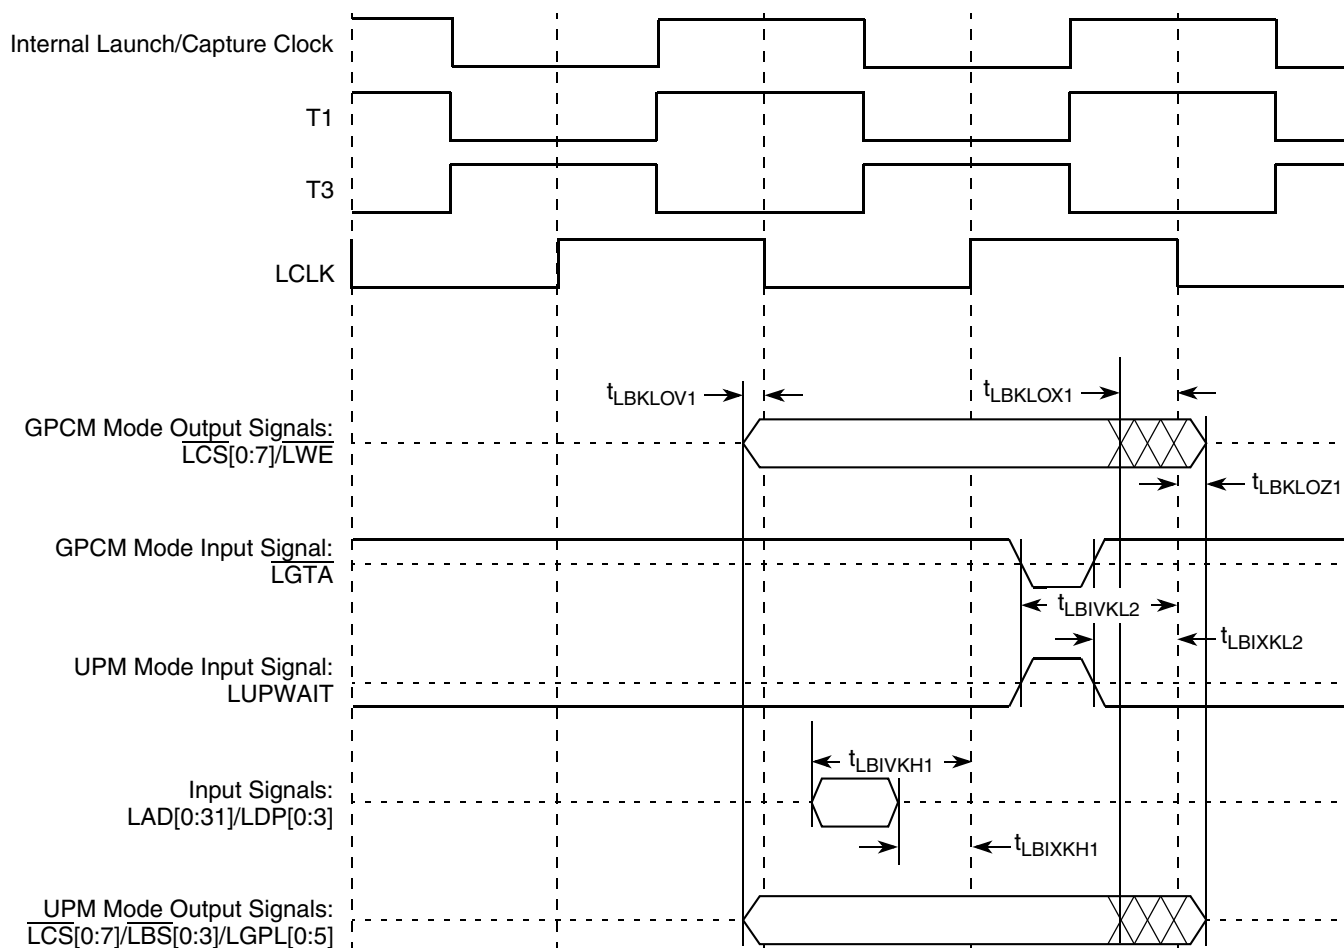 Internal Launch/Capture Clock
T1
T3
LCLK
tLBKLOV1
tLBKLOX1
GPCM Mode Output Signals:
LCS[0:7]/LWE
tLBKLOZ1
GPCM Mode Input Signal:
LGTA
tLBIVKL2
tLBIXKL2
UPM Mode Input Signal:
LUPWAIT
tLBIVKH1
Input Signals:
LAD[0:31]/LDP[0:3]
tLBIXKH1
UPM Mode Output Signals:
LCS[0:7]/LBS[0:3]/LGPL[0:5]